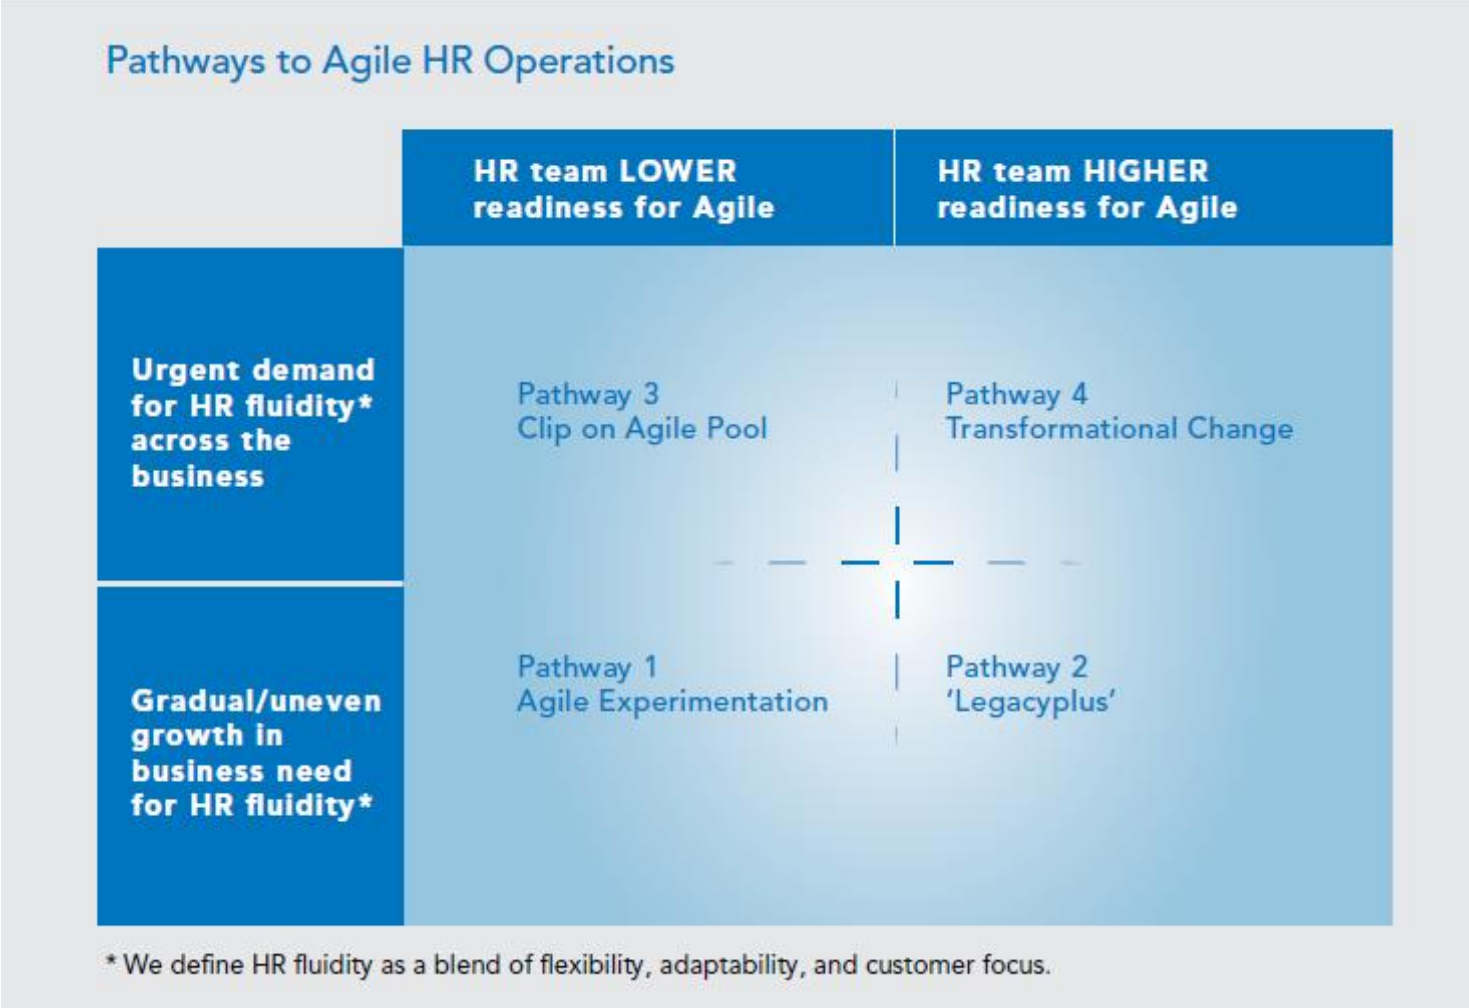 Pathways to Agile HR Operations
HR team LOWER
readiness for Agile
HR team HIGHER
readiness for Agile
Urgent demand
for HR fluidity*
across the
business
Pathway 3
Clip on Agile Pool
Pathway 4
Transformational Change
Gradual/uneven
growth in
business need
for HR fluidity*
Pathway 1
Agile Experimentation
Pathway 2
‘Legacyplus’
* We define HR fluidity as a blend of flexibility, adaptability, and customer focus.